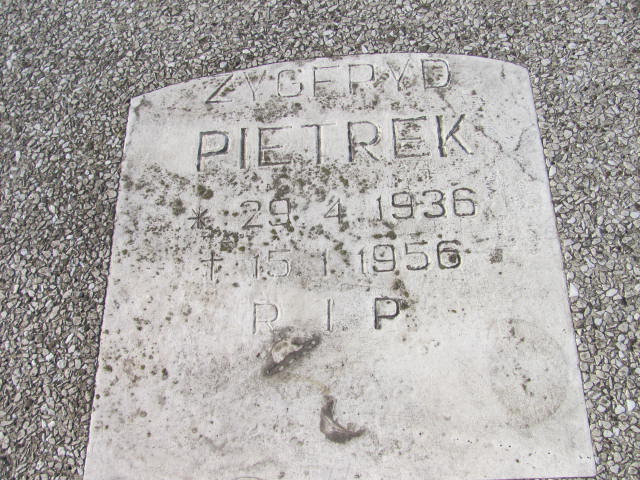 ZYGFRYD
PIETREK
* 29 4 1936
† 15 1 1956
R I P